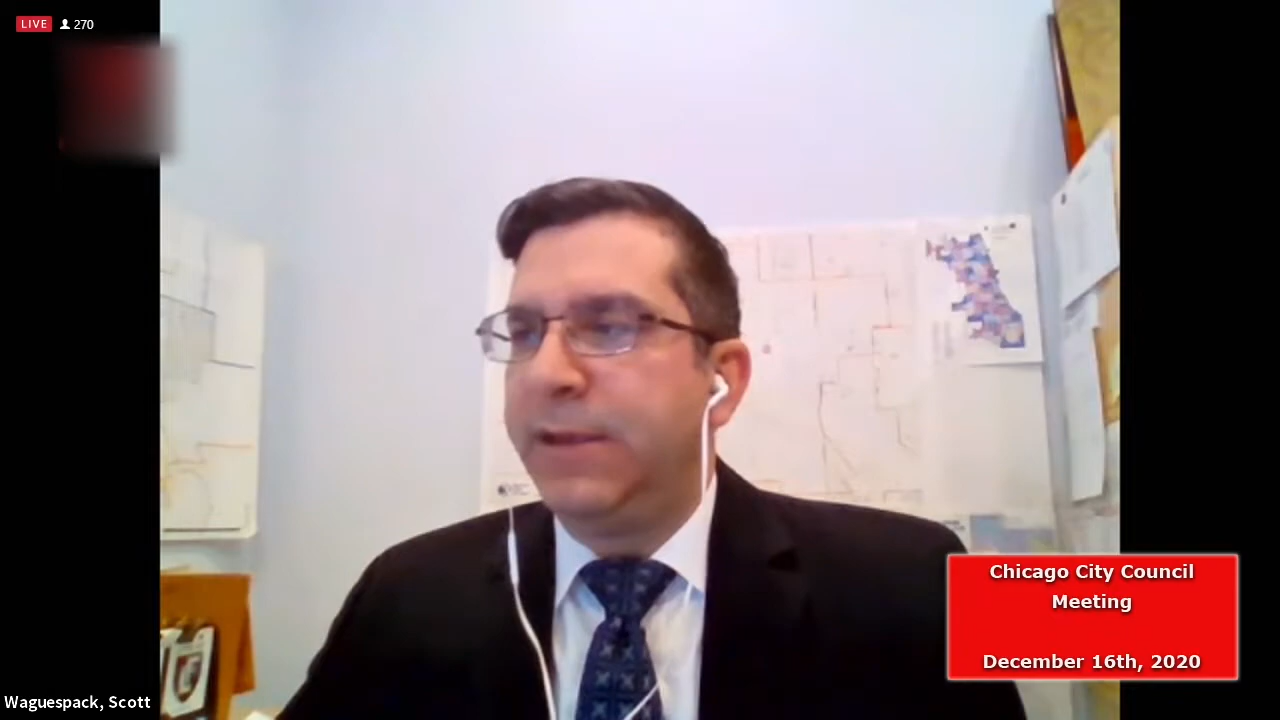 LIVE 270
Chicago City Council
Meeting
December 16th, 2020
Waguespack, Scott